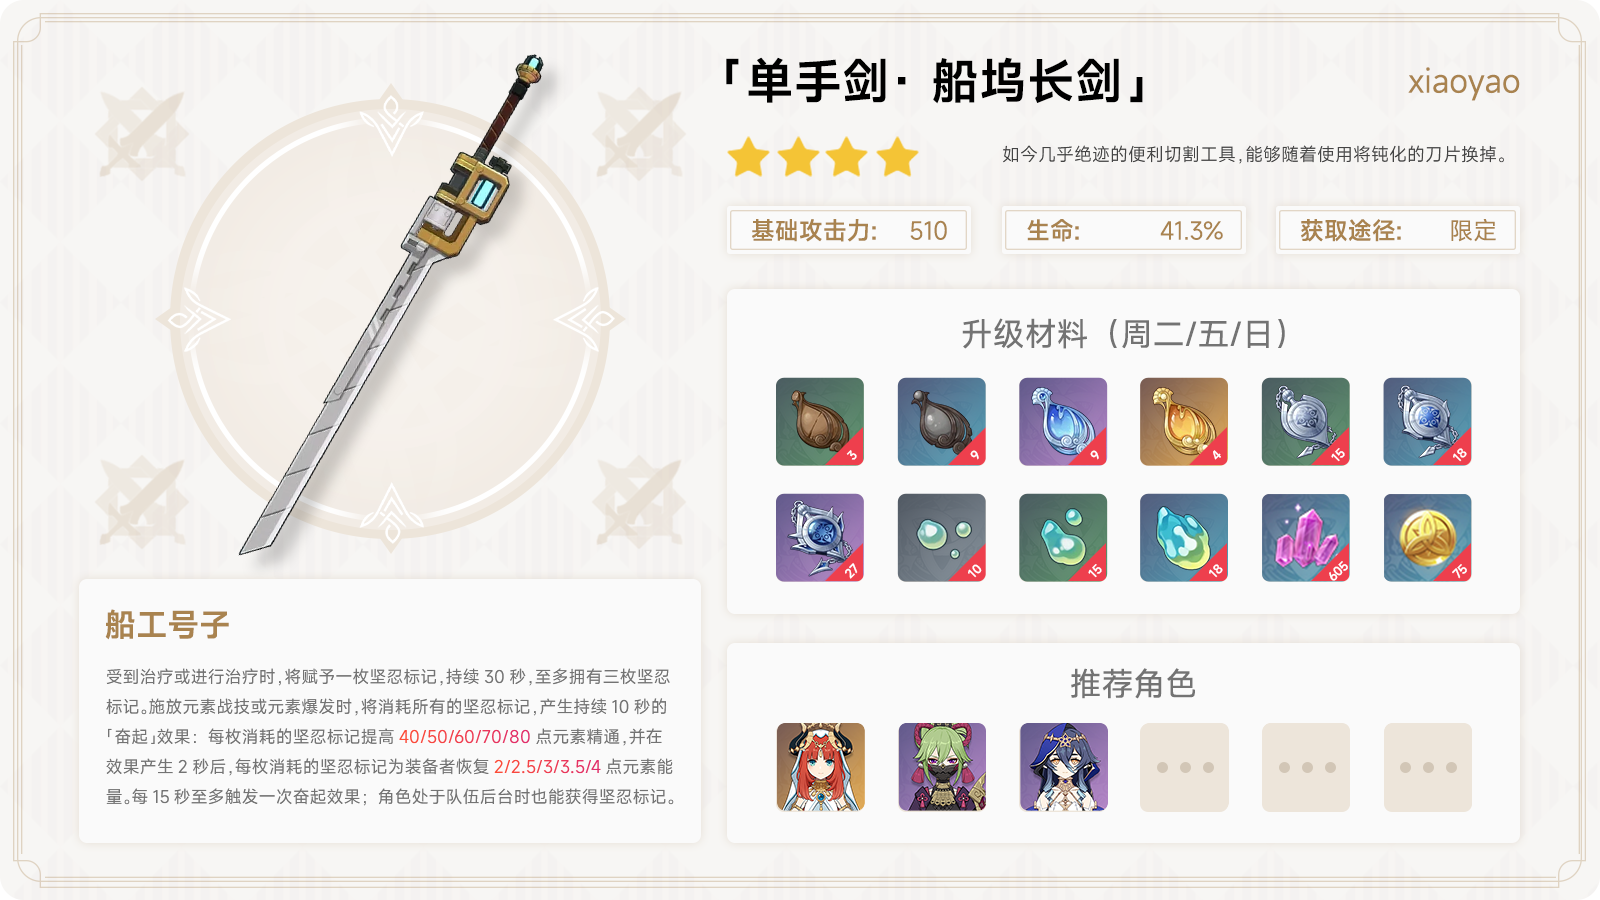 「单手剑· 船坞长剑」
xiaoyao
如今几乎绝迹的便利切割工具,能够随着使用将钝化的刀片换掉。
基础攻击力: 510
生命: 41.3%
获取途径: 限定
升级材料（周二/五/日）
3 9 9 4 15 18
27 10 15 18 605 75
船工号子
受到治疗或进行治疗时,将赋予一枚坚忍标记,持续 30 秒,至多拥有三枚坚忍
标记。施放元素战技或元素爆发时,将消耗所有的坚忍标记,产生持续 10 秒的
「奋起」效果：每枚消耗的坚忍标记提高 40/50/60/70/80 点元素精通,并在
效果产生 2 秒后,每枚消耗的坚忍标记为装备者恢复 2/2.5/3/3.5/4 点元素能
量。每 15 秒至多触发一次奋起效果；角色处于队伍后台时也能获得坚忍标记。
推荐角色